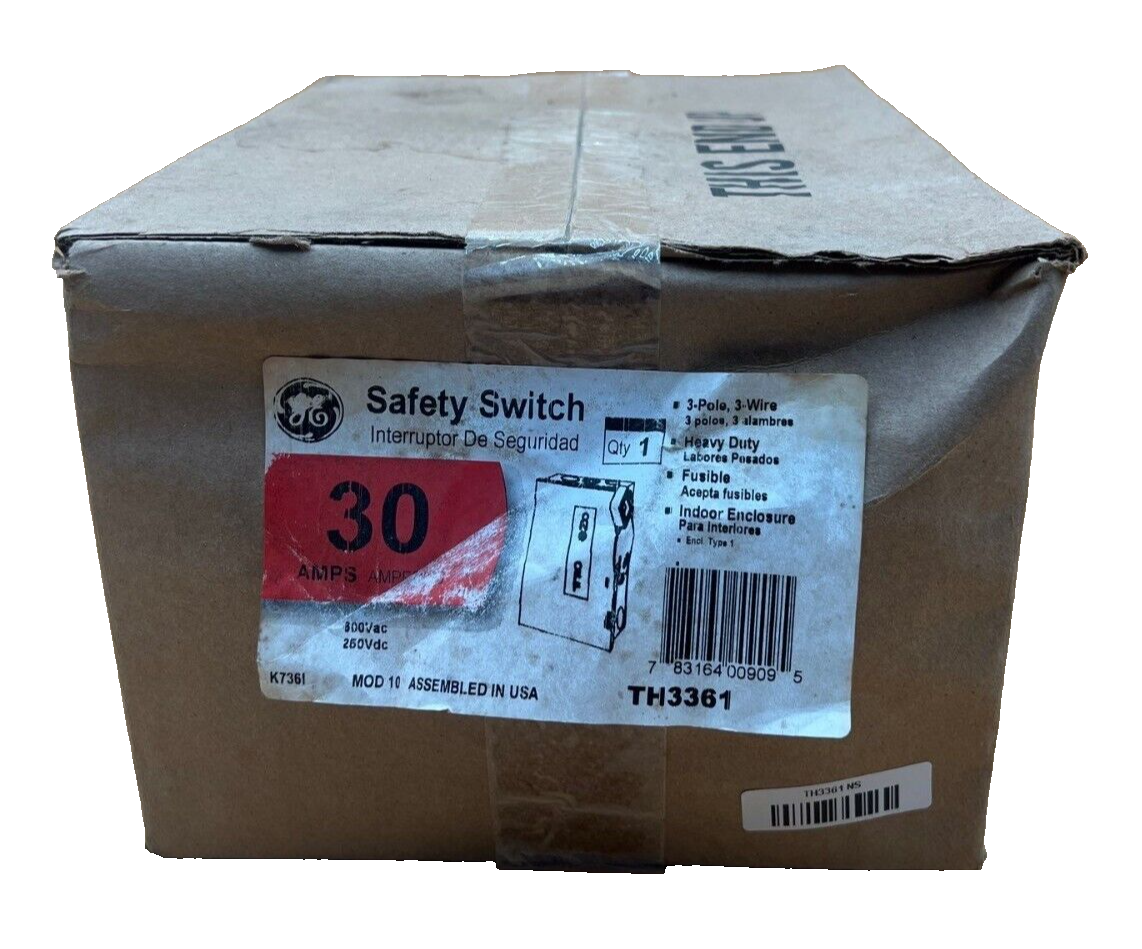 THIS END UP
Safety Switch
Interruptor De Seguridad
Qty 1
30
AMPS
250Vdc
3-Pole, 3-Wire
3 polos, 3 alambres
Heavy Duty
Labores Pesados
Fusible
Acepta fusibles
Indoor Enclosure
Para Interiores
Encl. Type 1
7 83164 00909 5
MOD 10 ASSEMBLED IN USA
TH3361
TH3361 NS